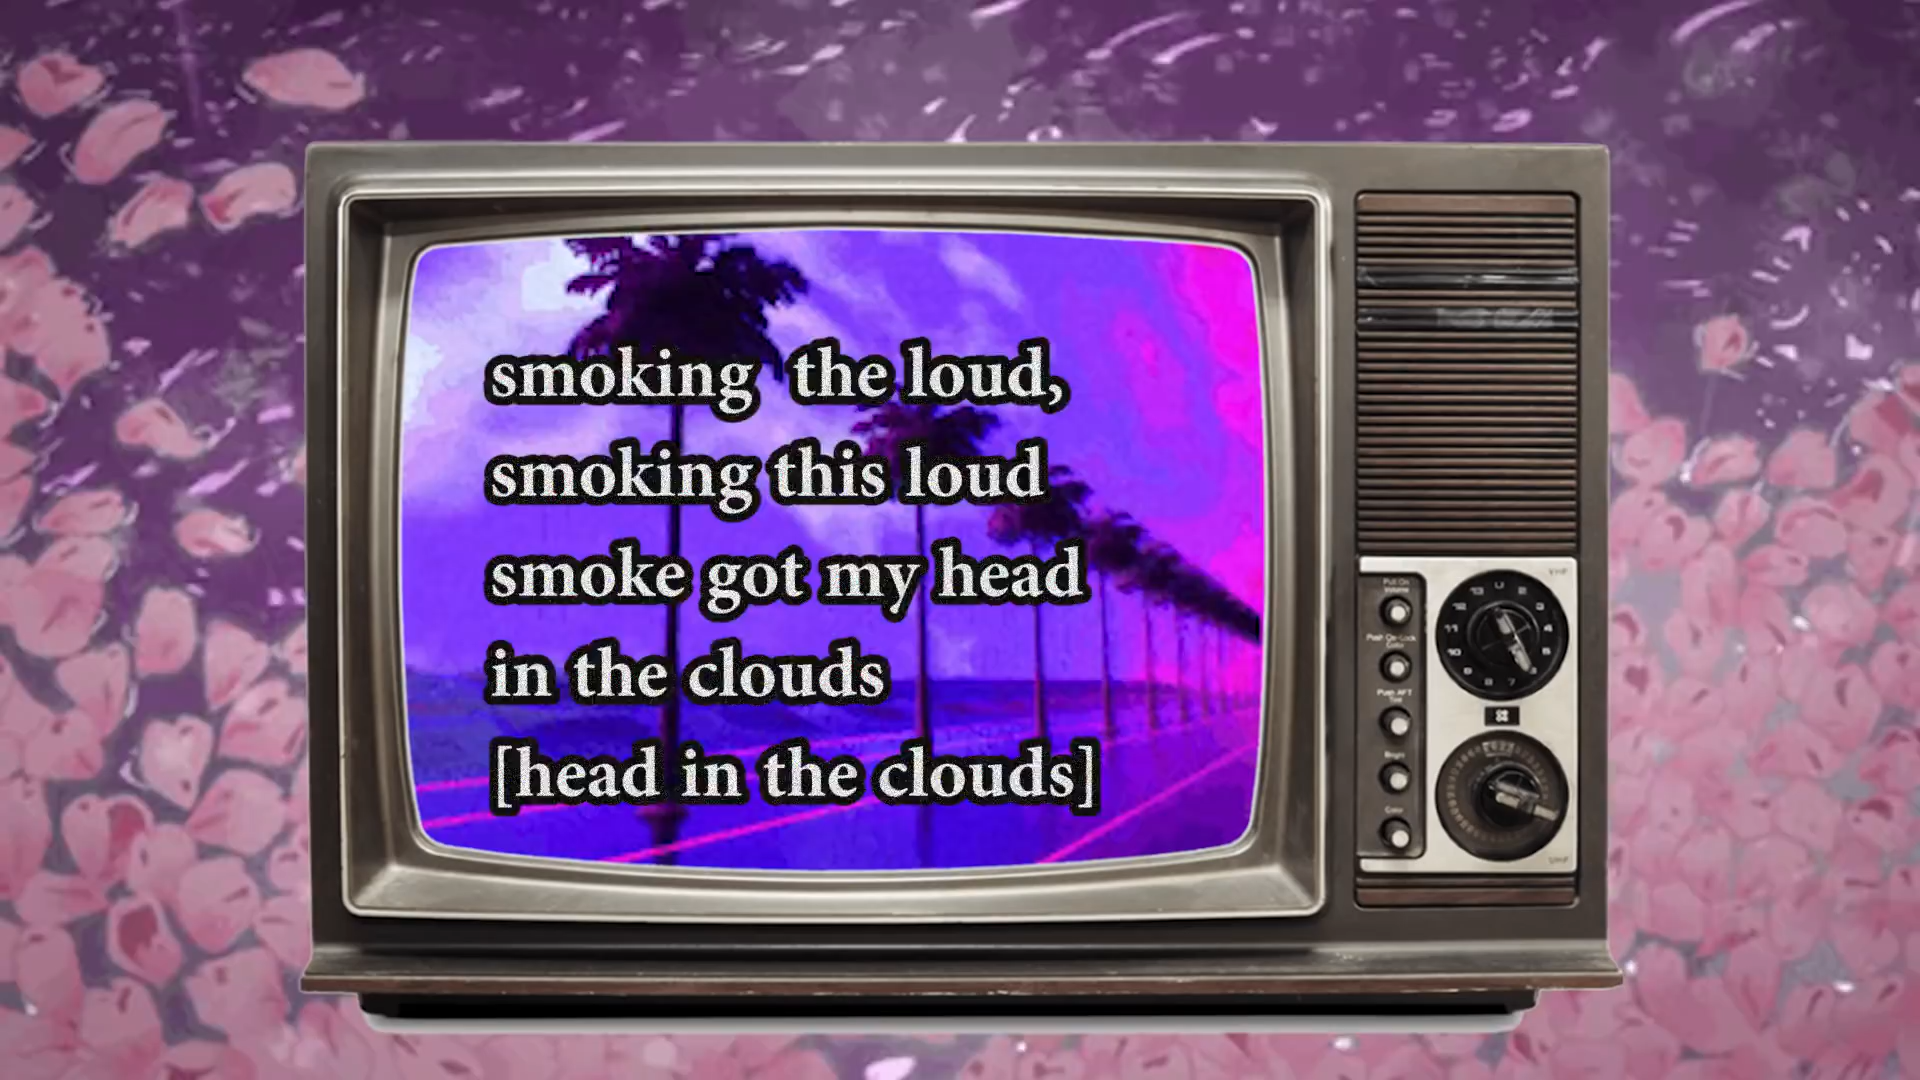 smoking the loud,
smoking this loud
smoke got my head
in the clouds
[head in the clouds]